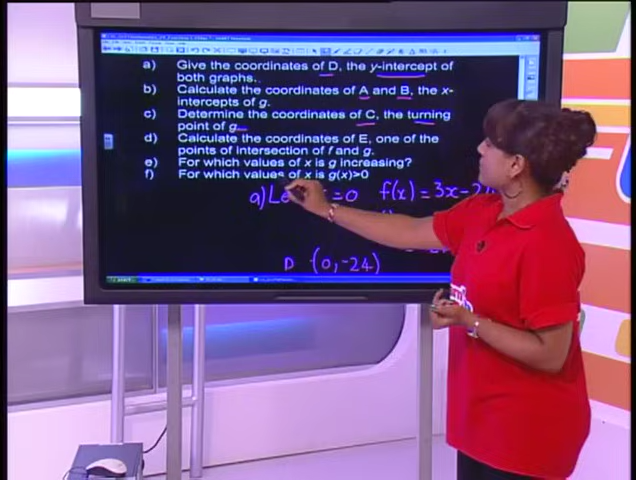 a) Give the coordinates of D, the y-intercept of
both graphs.
b) Calculate the coordinates of A and B, the x-
intercepts of g.
c) Determine the coordinates of C, the turning
point of g.
d) Calculate the coordinates of E, one of the
points of intersection of f and g.
e) For which values of x is g increasing?
f) For which values of x is g(x)>0
a) =0 f(x) = 3x-
D (0,-24)